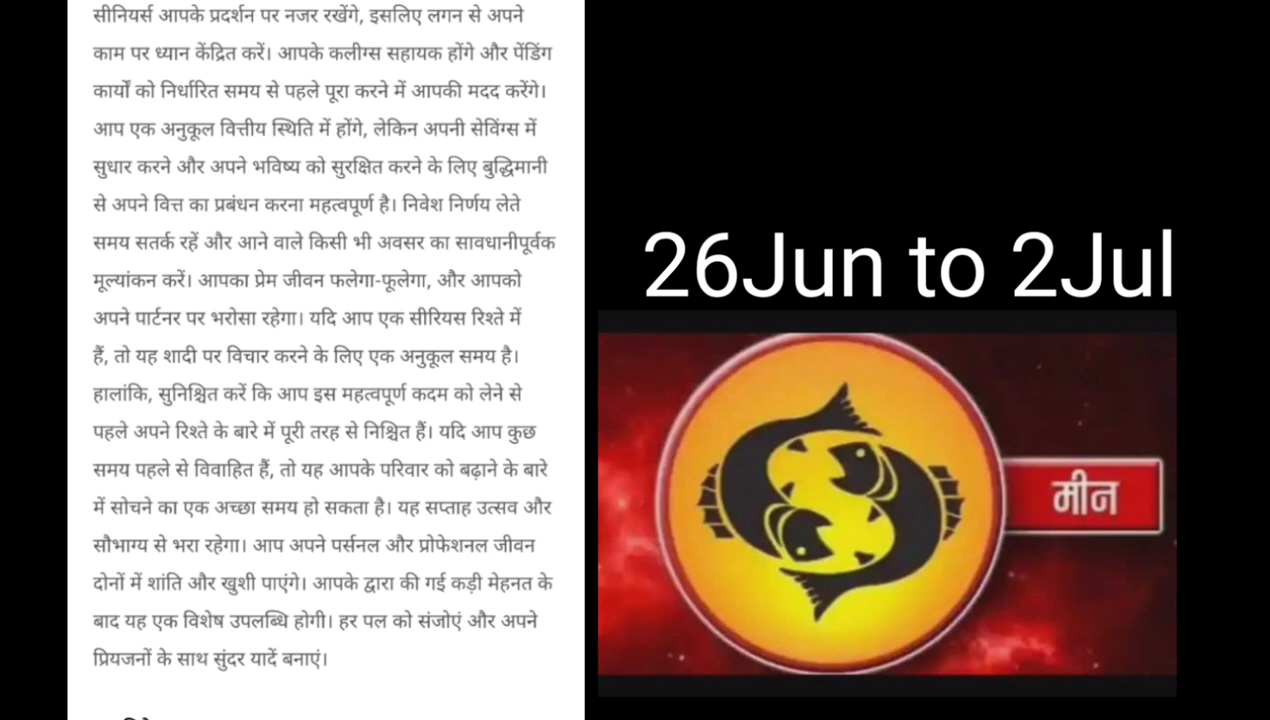 सीनियर्स आपके प्रदर्शन पर नजर रखेंगे, इसलिए लगन से अपने
काम पर ध्यान केंद्रित करें। आपके कलीग्स सहायक होंगे और पेंडिंग
कार्यों को निर्धारित समय से पहले पूरा करने में आपकी मदद करेंगे।
आप एक अनुकूल वित्तीय स्थिति में होंगे, लेकिन अपनी सेविंग्स में
सुधार करने और अपने भविष्य को सुरक्षित करने के लिए बुद्धिमानी
से अपने वित्त का प्रबंधन करना महत्वपूर्ण है। निवेश निर्णय लेते
समय सतर्क रहें और आने वाले किसी भी अवसर का सावधानीपूर्वक
मूल्यांकन करें। आपका प्रेम जीवन फलेगा-फूलेगा, और आपको
अपने पार्टनर पर भरोसा रहेगा। यदि आप एक सीरियस रिश्ते में
हैं, तो यह शादी पर विचार करने के लिए एक अनुकूल समय है।
हालांकि, सुनिश्चित करें कि आप इस महत्वपूर्ण कदम को लेने से
पहले अपने रिश्ते के बारे में पूरी तरह से निश्चित हैं। यदि आप कुछ
समय पहले से विवाहित हैं, तो यह आपके परिवार को बढ़ाने के बारे
में सोचने का एक अच्छा समय हो सकता है। यह सप्ताह उत्सव और
सौभाग्य से भरा रहेगा। आप अपने पर्सनल और प्रोफेशनल जीवन
दोनों में शांति और खुशी पाएंगे। आपके द्वारा की गई कड़ी मेहनत के
बाद यह एक विशेष उपलब्धि होगी। हर पल को संजोएं और अपने
प्रियजनों के साथ सुंदर यादें बनाएं।
26Jun to 2Jul
मीन